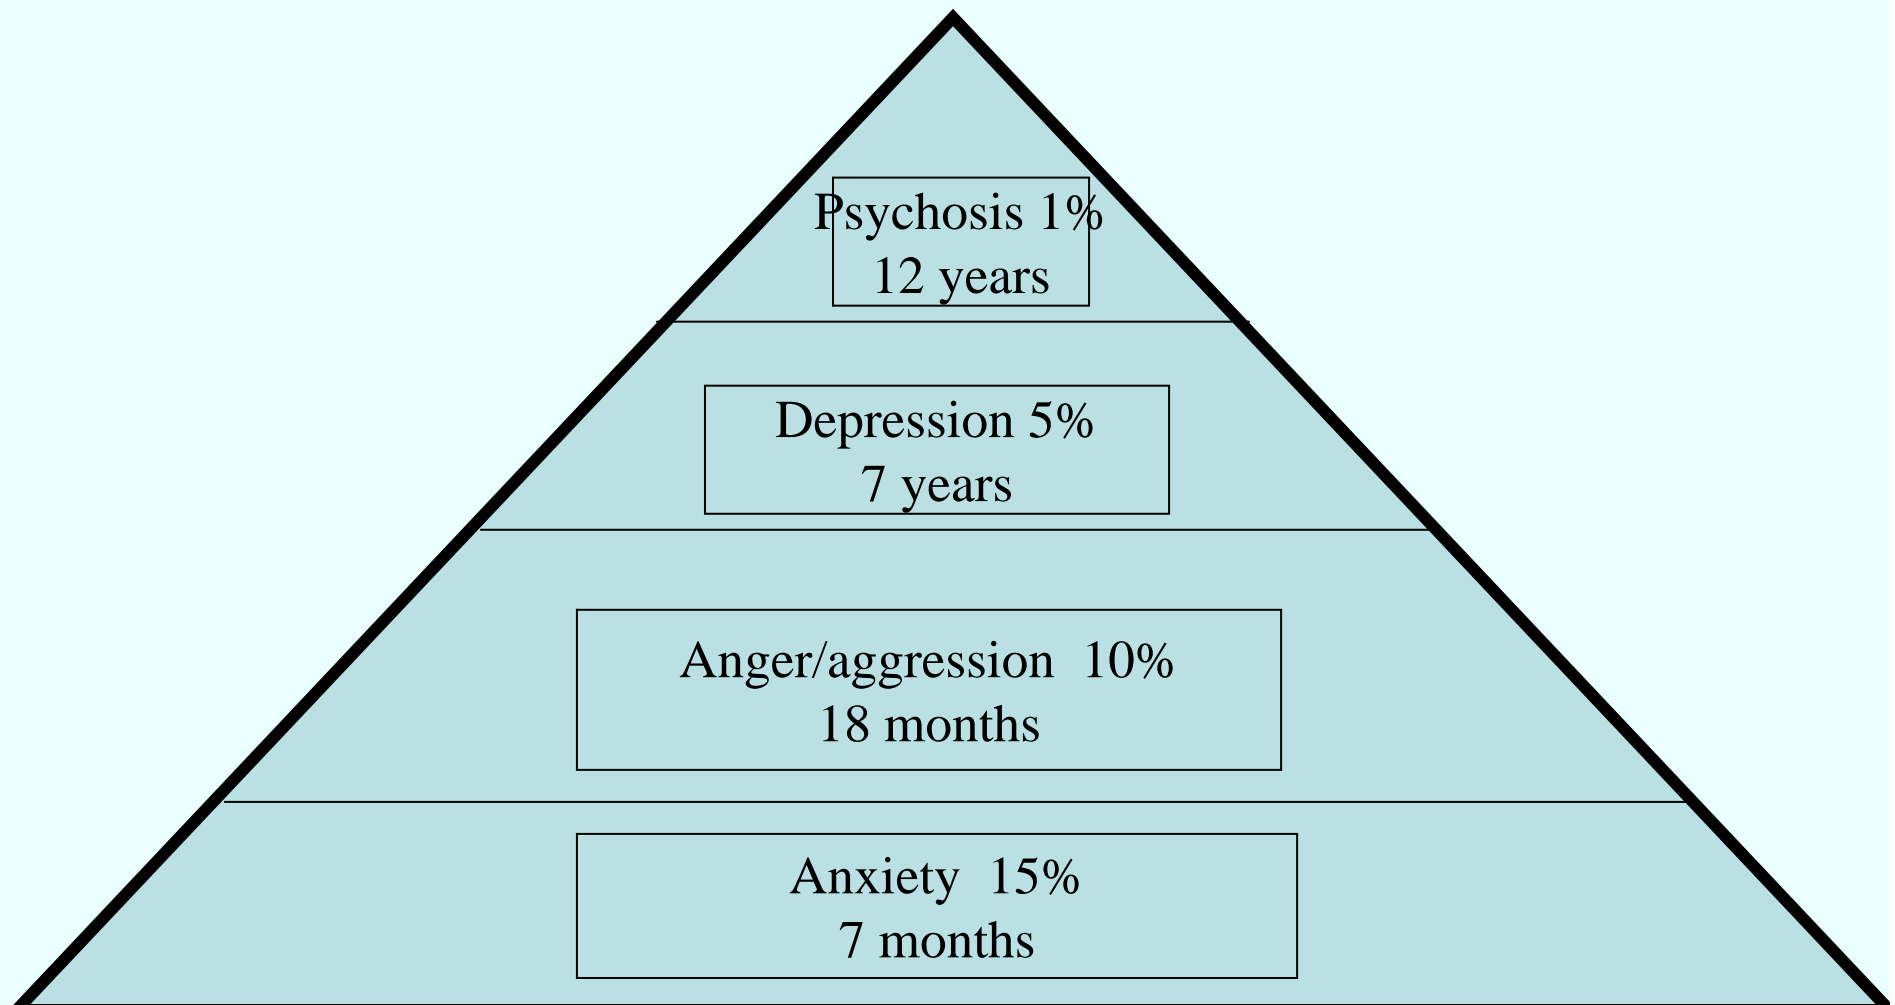 Psychosis 1%
12 years
Depression 5%
7 years
Anger/aggression  10%
18 months
Anxiety  15%
7 months